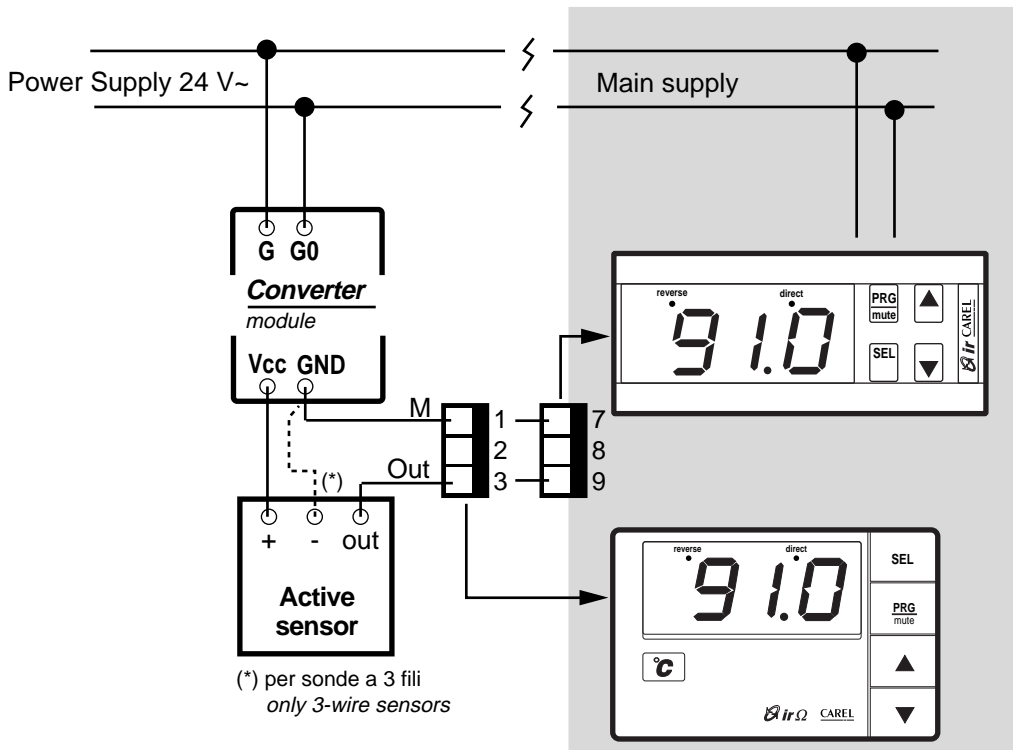 Power Supply 24 V~
Main supply
G G0
Converter
module
Vcc GND
M
Out
1
2
3
7
8
9
(*)
+ - out
Active
sensor
(*) per sonde a 3 fili
only 3-wire sensors
reverse direct
91.0
PRG
mute
SEL
ir CAREL
reverse direct
91.0
°C
irΩ CAREL
SEL
PRG
mute